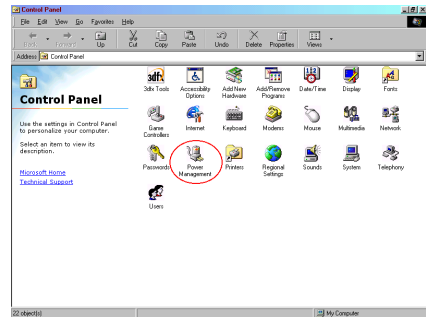 Control Panel
File Edit View Go Favorites Help
Back Forward Up Cut Copy Paste Undo Delete Properties Views
Address Control Panel
Control Panel
Use the settings in Control Panel
to personalize your computer.
Select an item to view its
description.
Microsoft Home
Technical Support
3dfx Tools Accessibility Options Add New Hardware Add/Remove Programs Date/Time Display Fonts
Game Controllers Internet Keyboard Modems Mouse Multimedia Network
Passwords Power Management Printers Regional Settings Sounds System Telephony
Users
22 object(s) My Computer